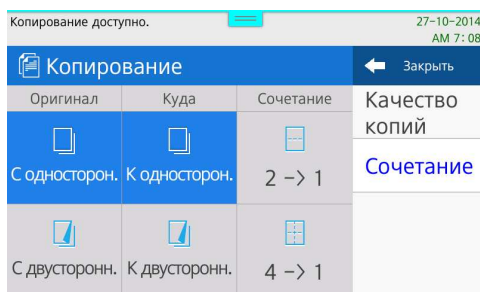 Копирование доступно.
27-10-2014
AM 7:08
Копирование
Закрыть
Оригинал Куда Сочетание
Качество
копий
С односторон. К односторон. 2 -> 1
Сочетание
С двусторонн. К двусторонн. 4 -> 1